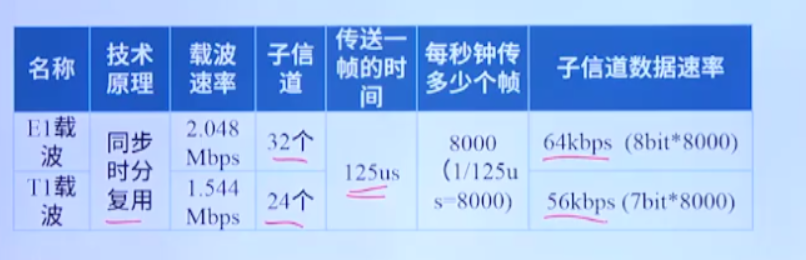 名称
技术
原理
载波
速率
子信
道
传送一
帧的时
间
每秒钟传
多少个帧
子信道数据速率
E1载
波
同步
时分
复用
2.048
Mbps
32个
125us
8000
(1/125u
s=8000)
64kbps (8bit*8000)
T1载
波
1.544
Mbps
24个
56kbps (7bit*8000)